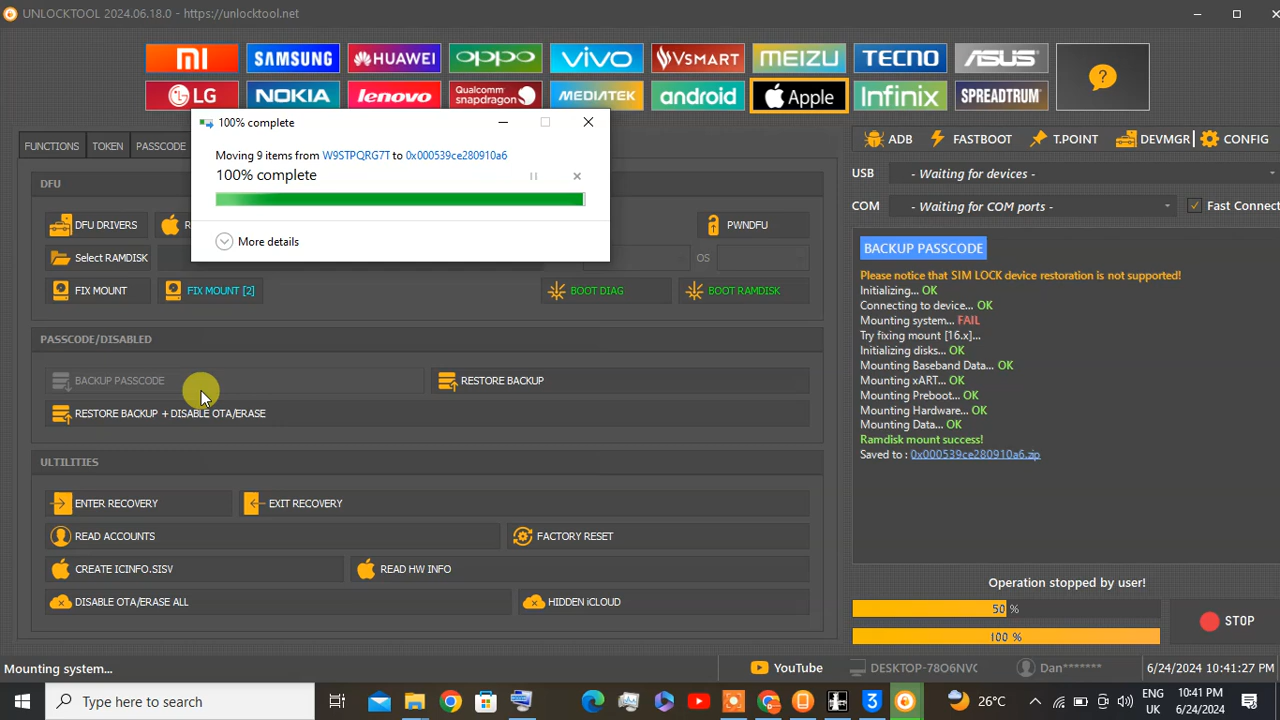 UNLOCKTOOL 2024.06.18.0 - https://unlocktool.net
SAMSUNG
HUAWEI
oppo
vivo
VSMART
MEIZU
TECNO
ASUS
?
LG
NOKIA
lenovo
Qualcomm snapdragon
MEDIATEK
android
Apple
Infinix
SPREADTRUM
100% complete
Moving 9 items from W9STPQRG7T to 0x000539ce280910a6
100% complete
More details
FUNCTIONS
TOKEN
PASSCODE
ADB
FASTBOOT
T.POINT
DEVMGR
CONFIG
DFU
USB
- Waiting for devices -
COM
- Waiting for COM ports -
Fast Connect
DFU DRIVERS
PWNDFU
Select RAMDISK
OS
FIX MOUNT
FIX MOUNT [2]
BOOT DIAG
BOOT RAMDISK
PASSCODE/DISABLED
BACKUP PASSCODE
RESTORE BACKUP
RESTORE BACKUP + DISABLE OTA/ERASE
ULTILITIES
ENTER RECOVERY
EXIT RECOVERY
READ ACCOUNTS
FACTORY RESET
CREATE ICINFO.SISV
READ HW INFO
DISABLE OTA/ERASE ALL
HIDDEN iCLOUD
BACKUP PASSCODE
Please notice that SIM LOCK device restoration is not supported!
Initializing... OK
Connecting to device... OK
Mounting system... FAIL
Try fixing mount [16.x]...
Initializing disks... OK
Mounting Baseband Data... OK
Mounting xART... OK
Mounting Preboot... OK
Mounting Hardware... OK
Mounting Data... OK
Ramdisk mount success!
Saved to : 0x000539ce280910a6.zip
Operation stopped by user!
50 %
100 %
STOP
Mounting system...
YouTube
DESKTOP-78O6NVC
Dan*******
6/24/2024 10:41:27 PM
Type here to search
26°C
ENG
UK
10:41 PM
6/24/2024